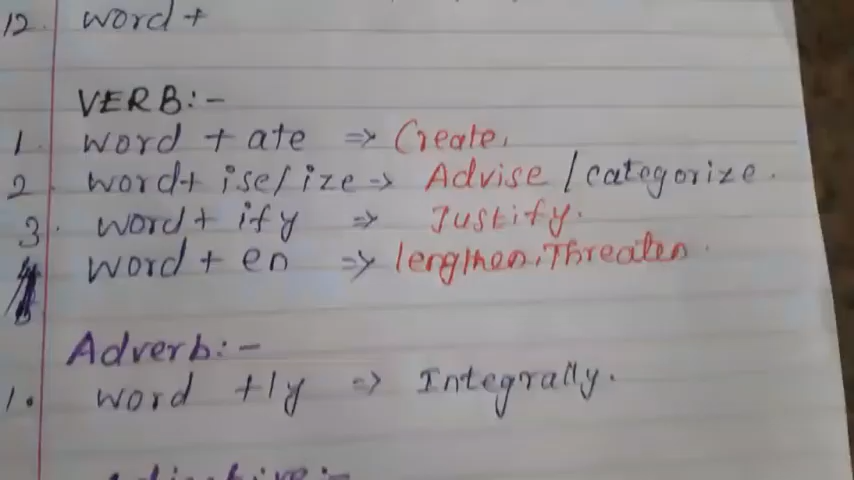 12. word +
VERB:-
1. word + ate => Create,
2. word + ise/ize => Advise / categorize.
3. word + ify => Justify.
4 word + en => lengthen, Threaten.
Adverb:-
1. word + ly => Integrally.
Adjective:-